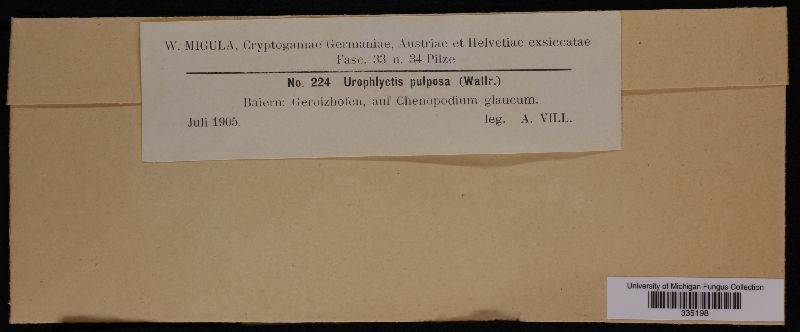 W. MIGULA, Cryptogamae Germaniae, Austriae et Helvetiae exsiccatae
Fasc. 33 u. 34 Pilze
No. 224 Urophlyctis pulposa (Wallr.)
Baiern: Gerolzhofen, auf Chenopodium glaucum.
Juli 1905. leg. A. VILL.
University of Michigan Fungus Collection
335198